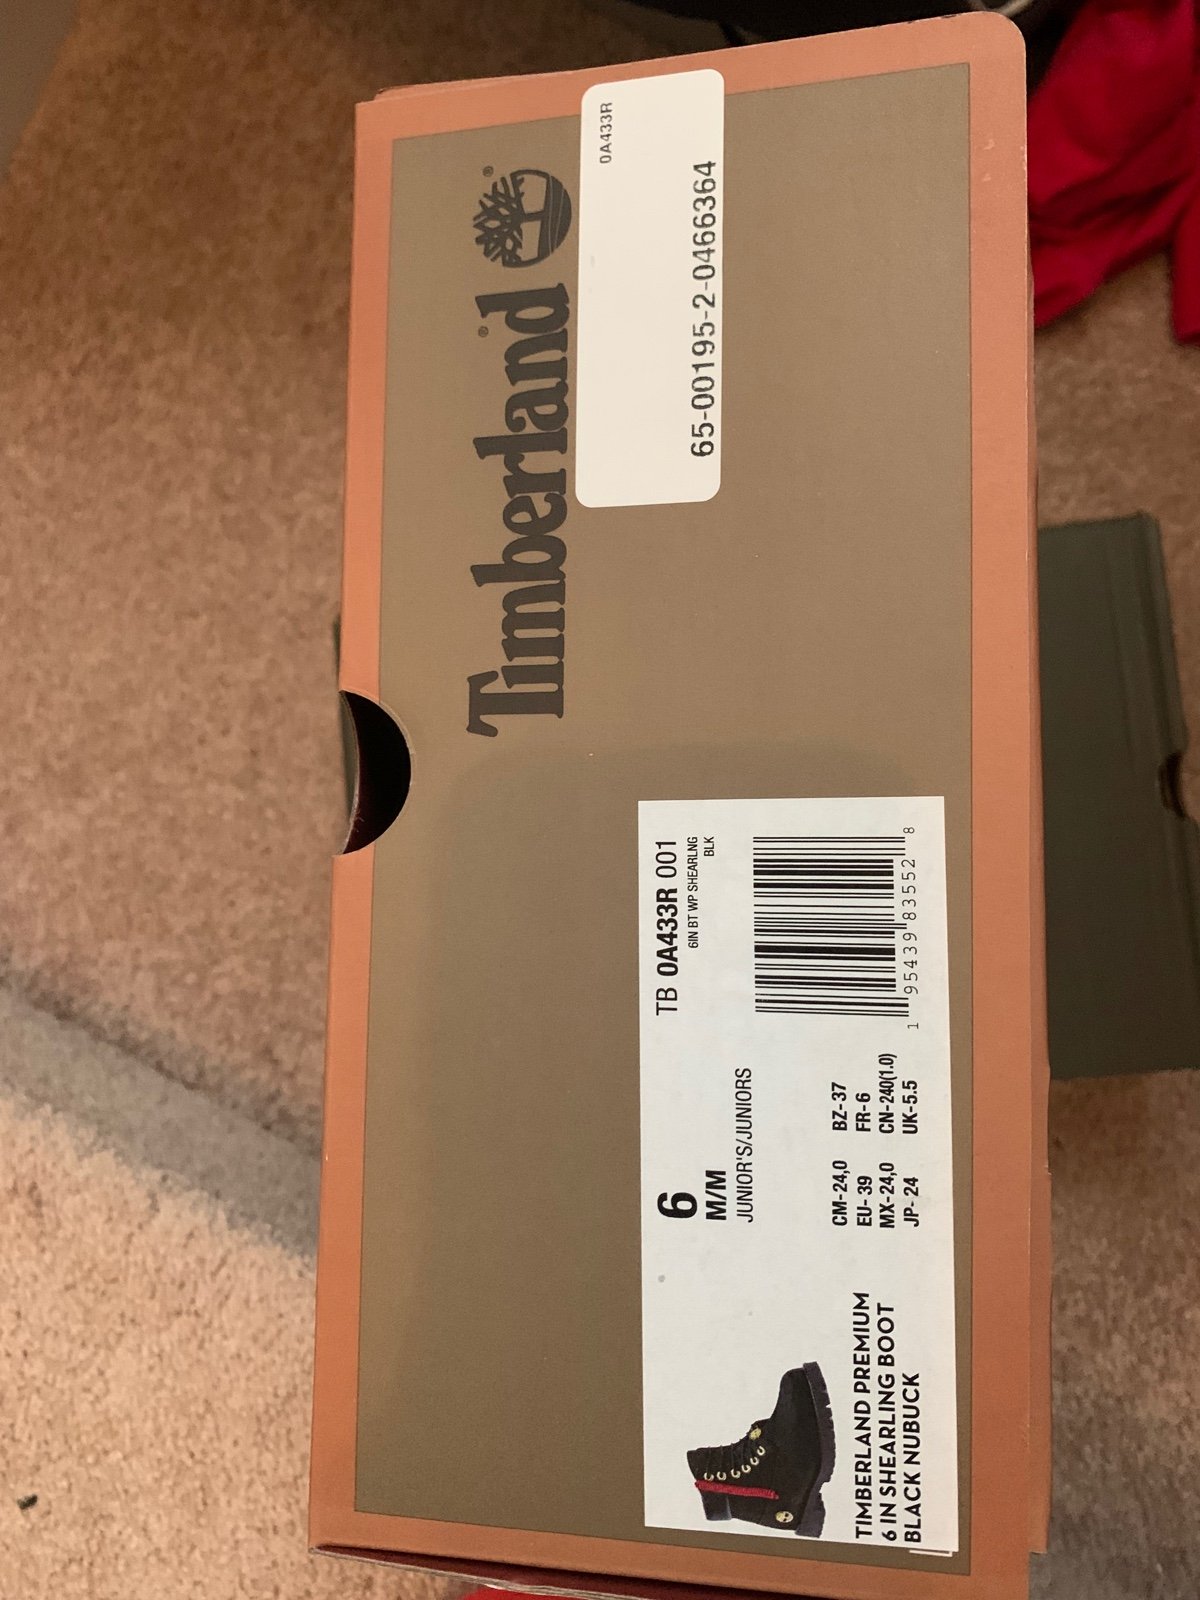 Timberland®
®
0A433R
65-00195-2-0466364
TB 0A433R 001
6IN BT WP SHEARLNG
BLK
6
M/M
JUNIOR'S/JUNIORS
CM-24,0 BZ-37
EU-39 FR-6
MX-24,0 CN-240(1.0)
JP-24 UK-5.5
1 95439 83552 8
TIMBERLAND PREMIUM
6 IN SHEARLING BOOT
BLACK NUBUCK